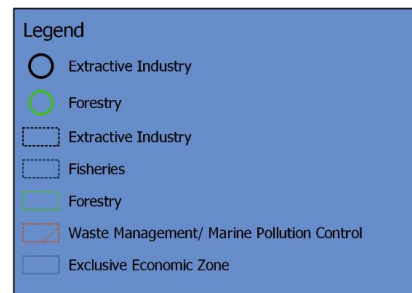 Legend
Extractive Industry
Forestry
Extractive Industry
Fisheries
Forestry
Waste Management/ Marine Pollution Control
Exclusive Economic Zone